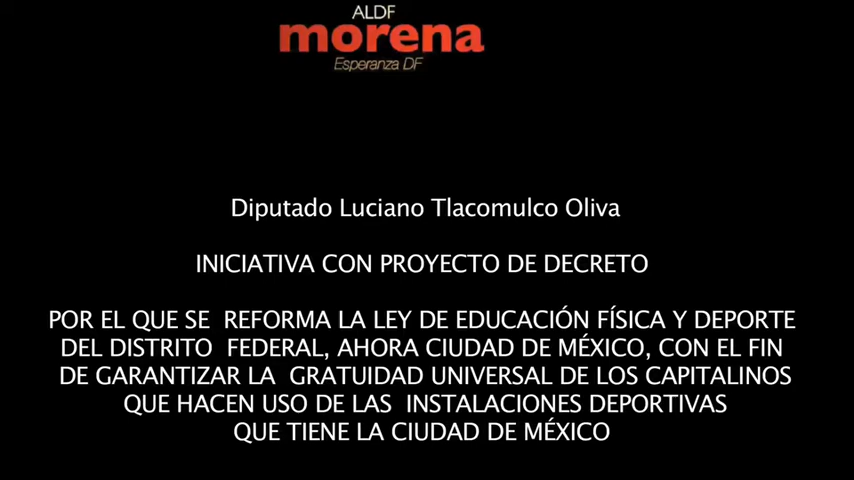 ALDF
morena
Esperanza DF
Diputado Luciano Tlacomulco Oliva
INICIATIVA CON PROYECTO DE DECRETO
POR EL QUE SE REFORMA LA LEY DE EDUCACIÓN FÍSICA Y DEPORTE
DEL DISTRITO FEDERAL, AHORA CIUDAD DE MÉXICO, CON EL FIN
DE GARANTIZAR LA GRATUIDAD UNIVERSAL DE LOS CAPITALINOS
QUE HACEN USO DE LAS INSTALACIONES DEPORTIVAS
QUE TIENE LA CIUDAD DE MÉXICO